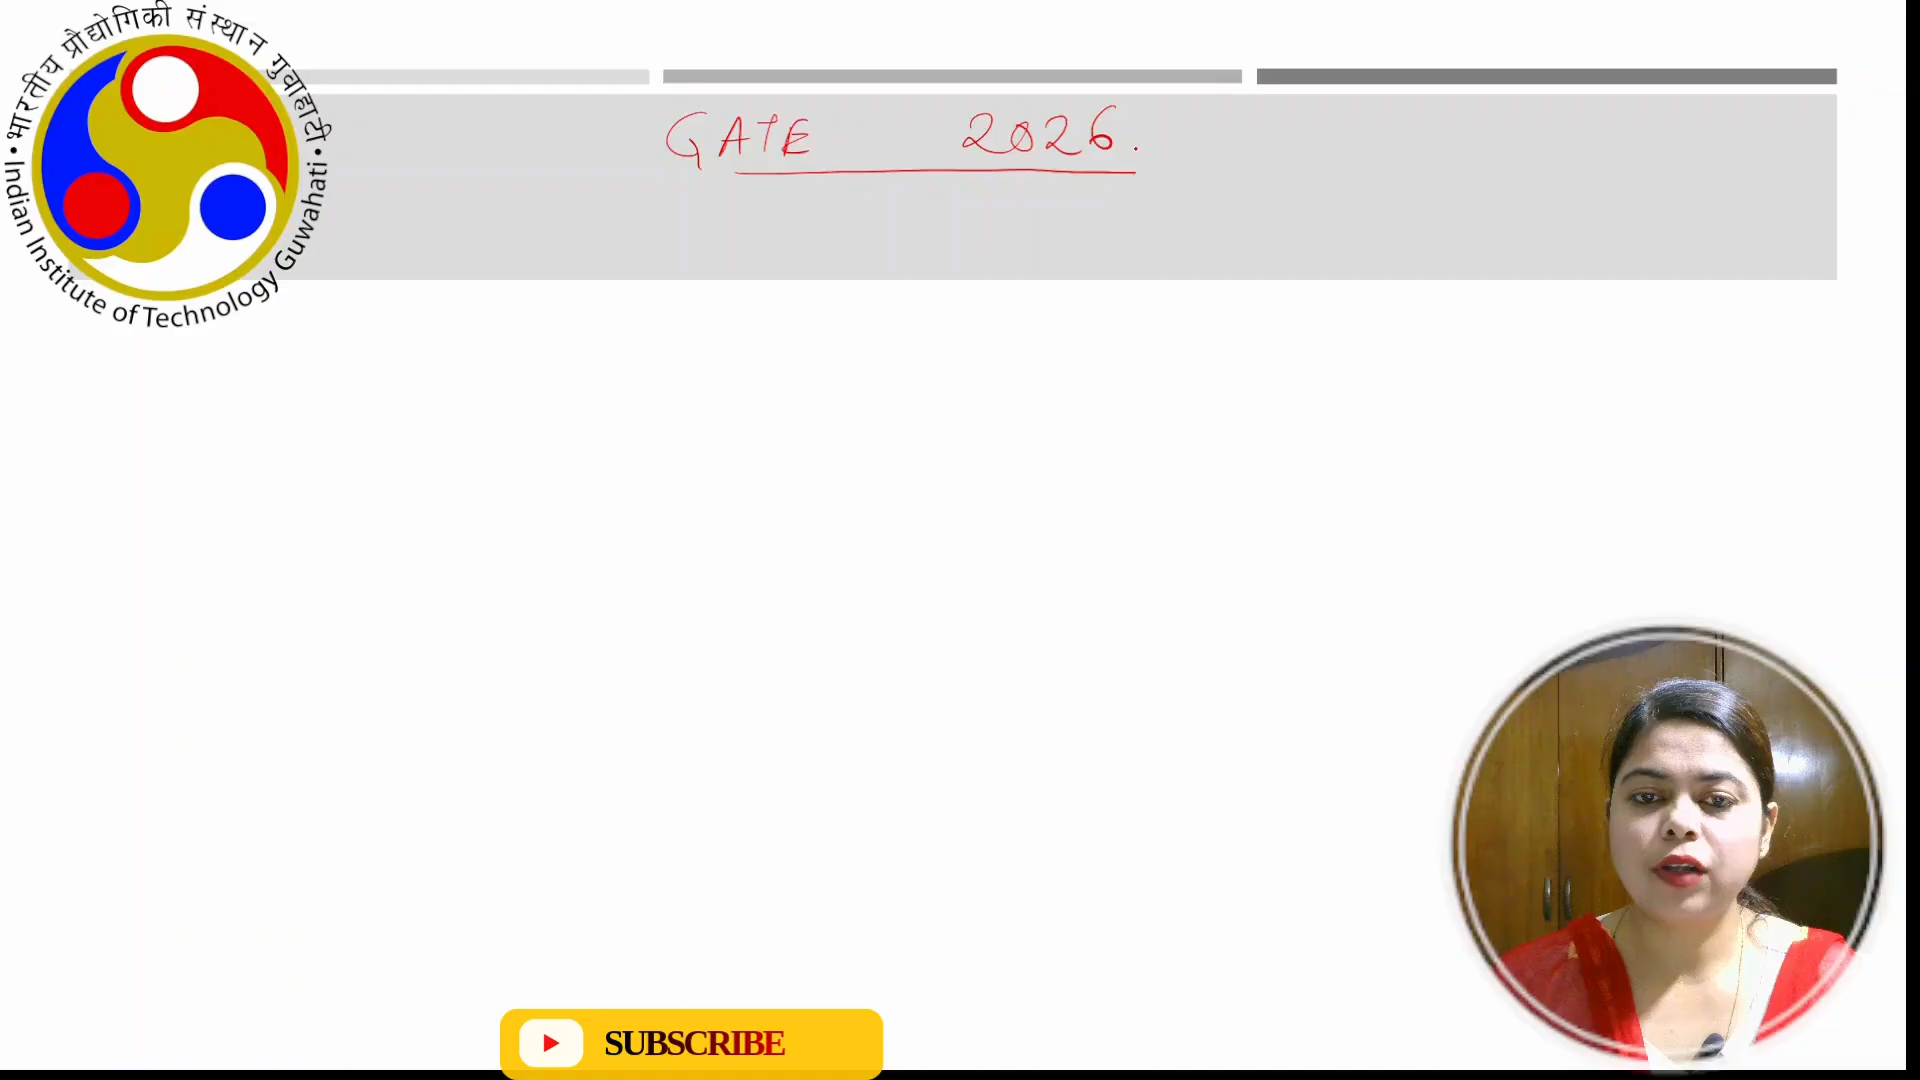 भारतीय प्रौद्योगिकी संस्थान गुवाहाटी
Indian Institute of Technology Guwahati
GATE 2026.
SUBSCRIBE